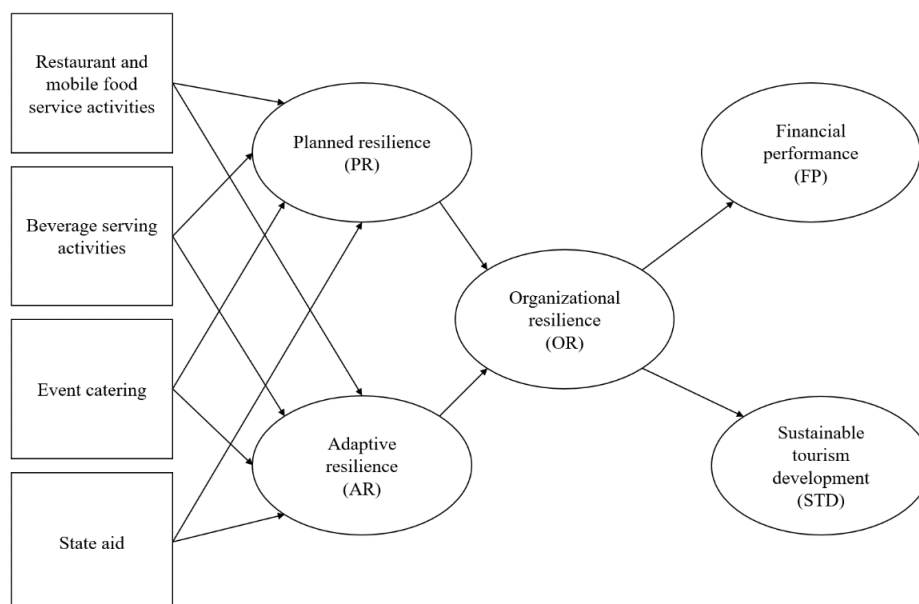 Restaurant and
mobile food
service activities
Beverage serving
activities
Event catering
State aid
Planned resilience
(PR)
Adaptive
resilience
(AR)
Organizational
resilience
(OR)
Financial
performance
(FP)
Sustainable
tourism
development
(STD)